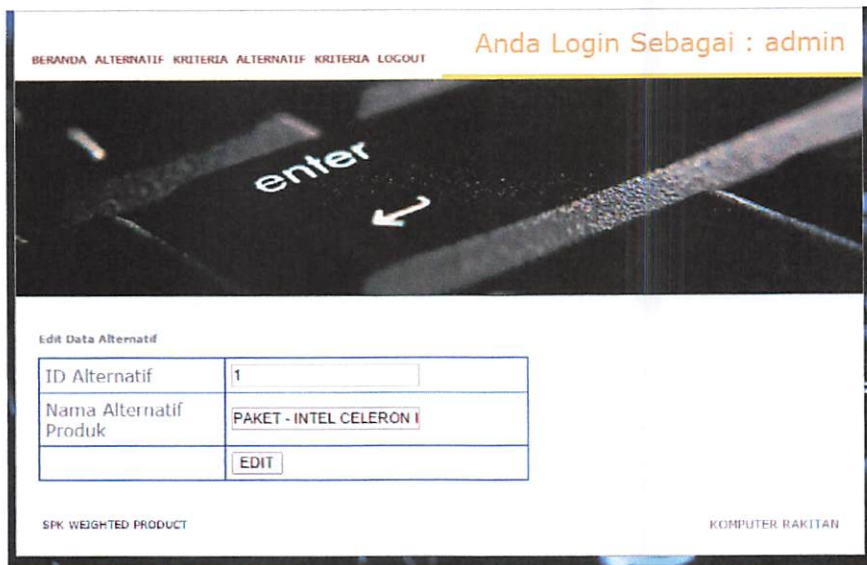 Anda Login Sebagai : admin
BERANDA ALTERNATIF KRITERIA ALTERNATIF KRITERIA LOGOUT
enter
Edit Data Alternatif
ID Alternatif 1
Nama Alternatif Produk PAKET - INTEL CELERON I
EDIT
SPK WEIGHTED PRODUCT KOMPUTER RAKITAN